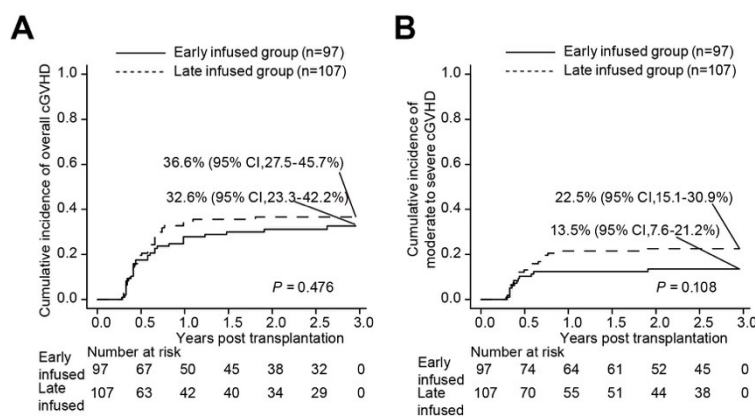 A
Early infused group (n=97)
Late infused group (n=107)
Cumulative incidence of overall cGVHD
1.0
0.8
0.6
0.4
0.2
0.0
36.6% (95% CI,27.5-45.7%)
32.6% (95% CI,23.3-42.2%)
P = 0.476
0.0 0.5 1.0 1.5 2.0 2.5 3.0
Years post transplantation
Number at risk
Early infused 97 67 50 45 38 32 0
Late infused 107 63 42 40 34 29 0
B
Early infused group (n=97)
Late infused group (n=107)
Cumulative incidence of
moderate to severe cGVHD
1.0
0.8
0.6
0.4
0.2
0.0
22.5% (95% CI,15.1-30.9%)
13.5% (95% CI,7.6-21.2%)
P = 0.108
0.0 0.5 1.0 1.5 2.0 2.5 3.0
Years post transplantation
Number at risk
Early infused 97 74 64 61 52 45 0
Late infused 107 70 55 51 44 38 0